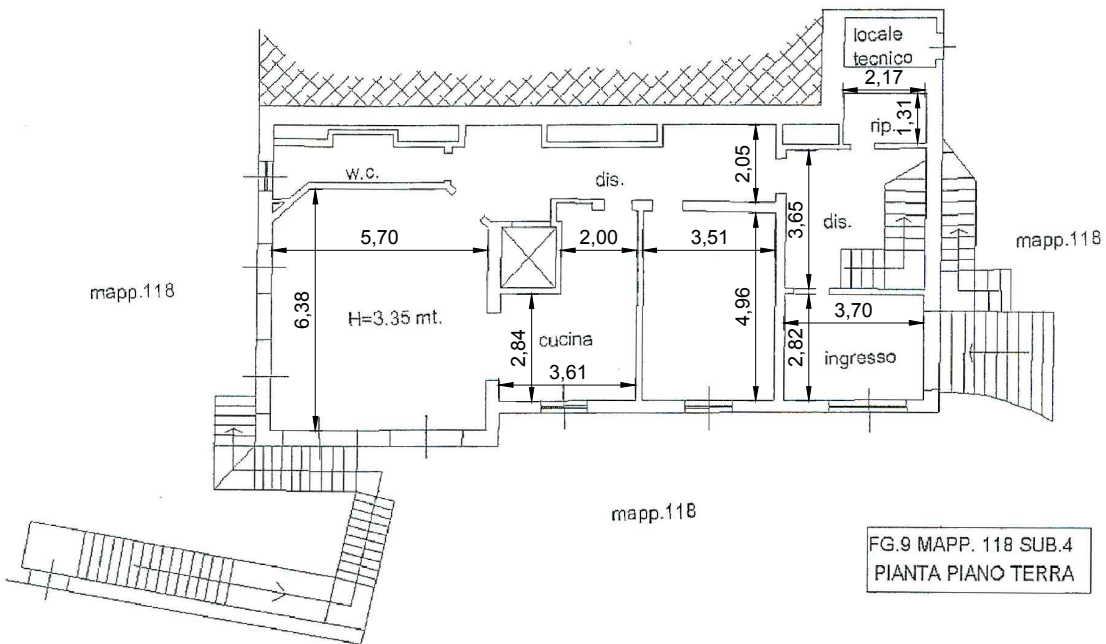 locale
tecnico
2,17
1,31
rip.
w.c.
dis.
2,05
3,65
dis.
mapp.118
5,70
2,00
3,51
mapp.118
6,38
H=3.35 mt.
2,84
cucina
4,96
3,70
2,82
ingresso
3,61
mapp.118
FG.9 MAPP. 118 SUB.4
PIANTA PIANO TERRA